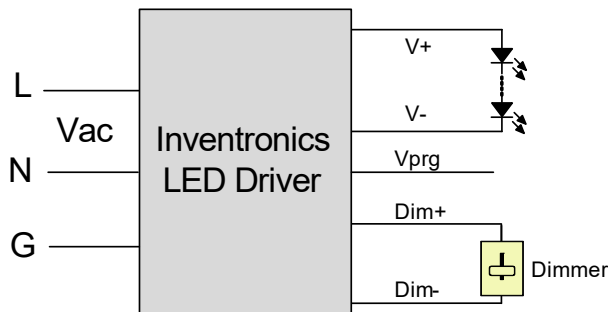 L
Vac
N
G
Inventronics
LED Driver
V+
V-
Vprg
Dim+
Dim-
Dimmer